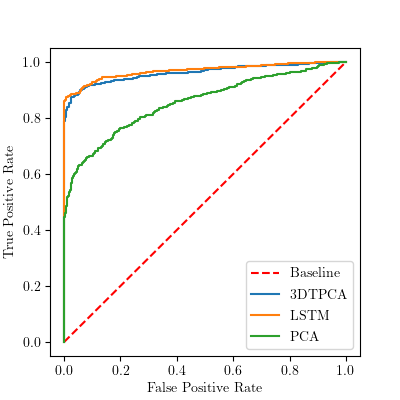 1.0
0.8
0.6
0.4
0.2
0.0
True Positive Rate
0.0 0.2 0.4 0.6 0.8 1.0
False Positive Rate
Baseline
3DTPCA
LSTM
PCA